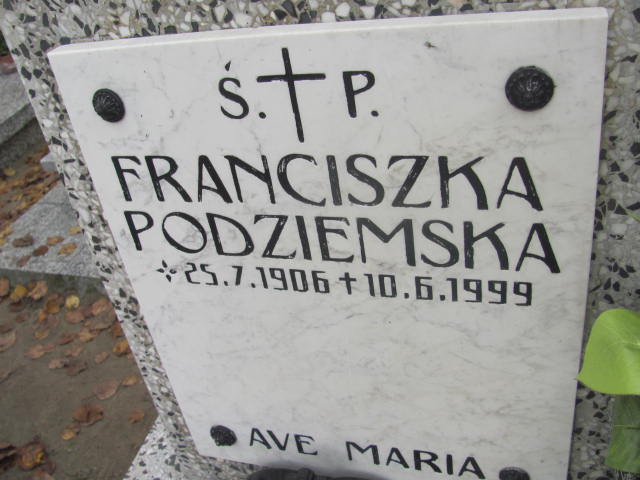 Ś. † P.
FRANCISZKA
PODZIEMSKA
* 25.7.1906 † 10.6.1999
AVE MARIA